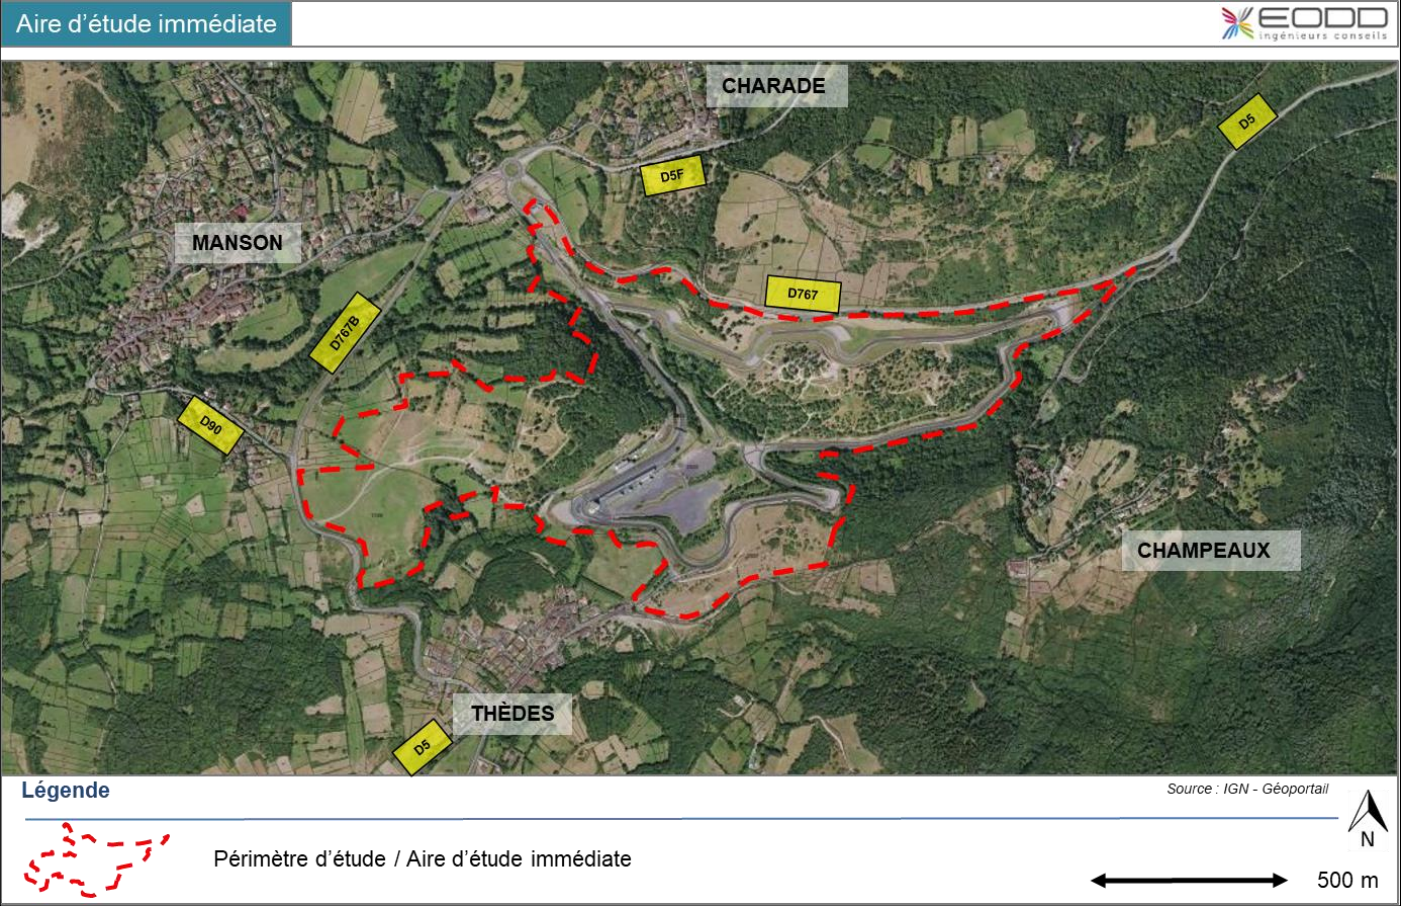 Aire d’étude immédiate
EODD
ingénieurs conseils
CHARADE
D5
D5F
MANSON
D767
D767B
D90
CHAMPEAUX
THÈDES
D5
Légende
Source : IGN - Géoportail
N
Périmètre d’étude / Aire d’étude immédiate
500 m